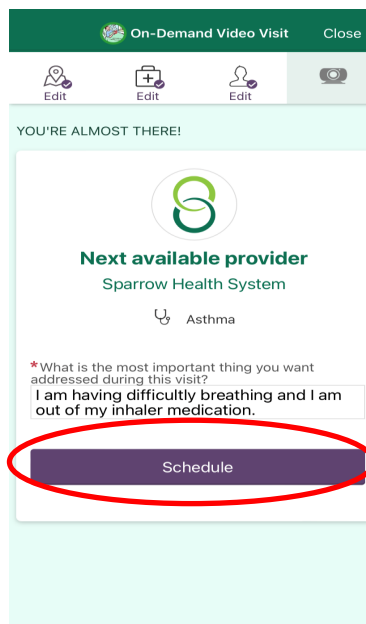 On-Demand Video Visit Close
Edit Edit Edit
YOU'RE ALMOST THERE!
Next available provider
Sparrow Health System
Asthma
*What is the most important thing you want
addressed during this visit?
I am having difficultly breathing and I am
out of my inhaler medication.
Schedule